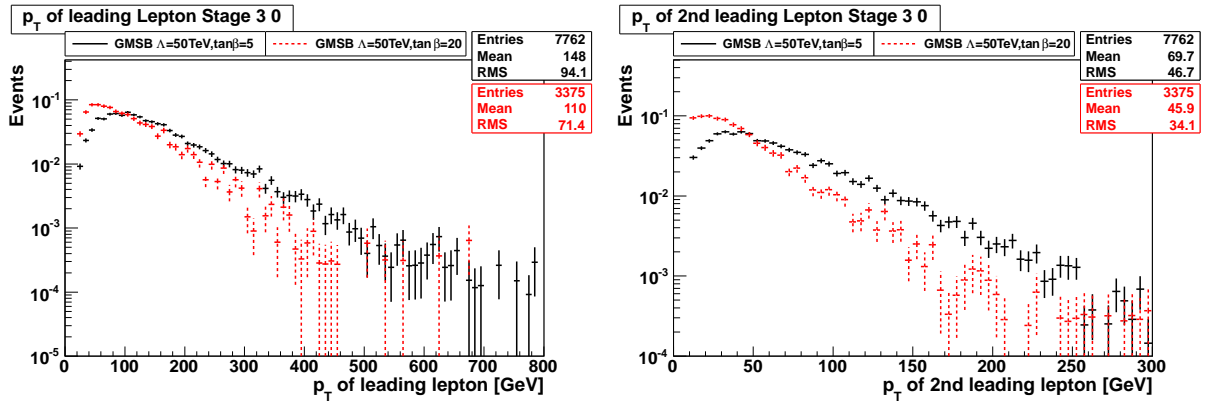 p_T of leading Lepton Stage 3 0
GMSB Λ=50TeV,tanβ=5
GMSB Λ=50TeV,tanβ=20
Entries 7762
Mean 148
RMS 94.1
Entries 3375
Mean 110
RMS 71.4
Events
10^-1
10^-2
10^-3
10^-4
10^-5
0 100 200 300 400 500 600 700 800
p_T of leading lepton [GeV]
p_T of 2nd leading Lepton Stage 3 0
GMSB Λ=50TeV,tanβ=5
GMSB Λ=50TeV,tanβ=20
Entries 7762
Mean 69.7
RMS 46.7
Entries 3375
Mean 45.9
RMS 34.1
Events
10^-1
10^-2
10^-3
10^-4
0 50 100 150 200 250 300
p_T of 2nd leading lepton [GeV]